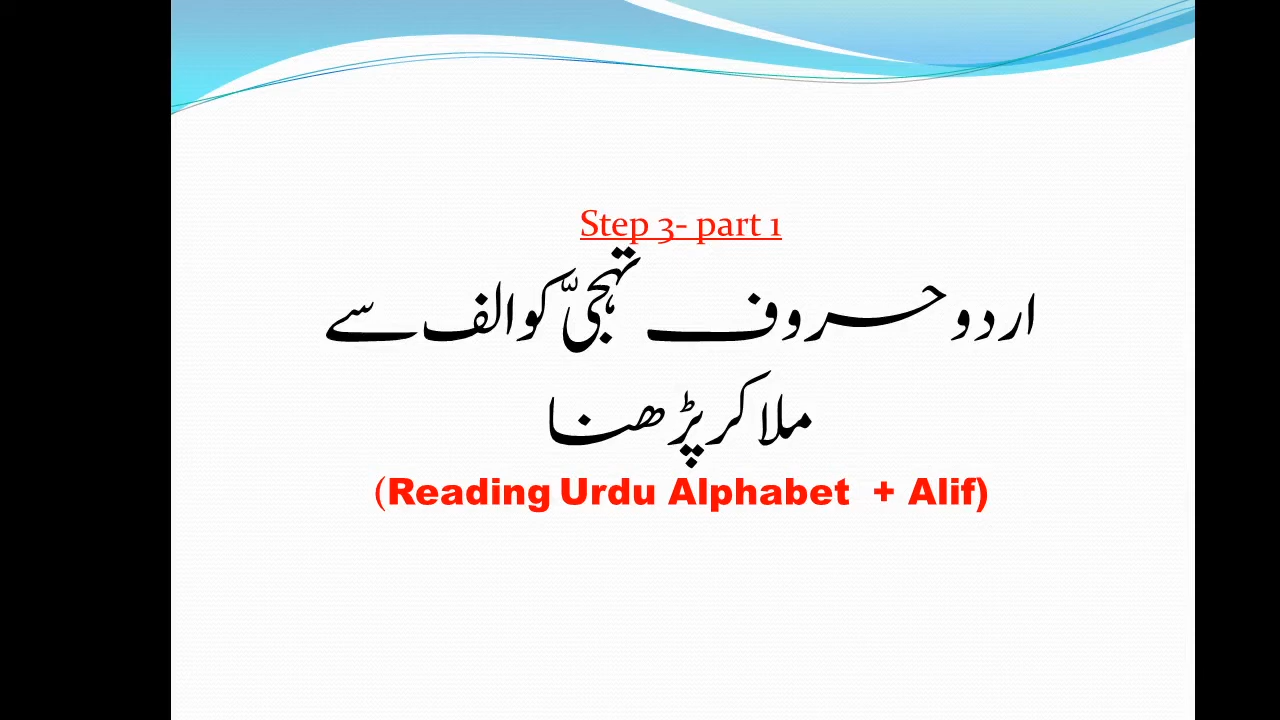 Step 3- part 1
اردو حروف تہجیّ کو الف سے
ملا کر پڑھنا
(Reading Urdu Alphabet + Alif)